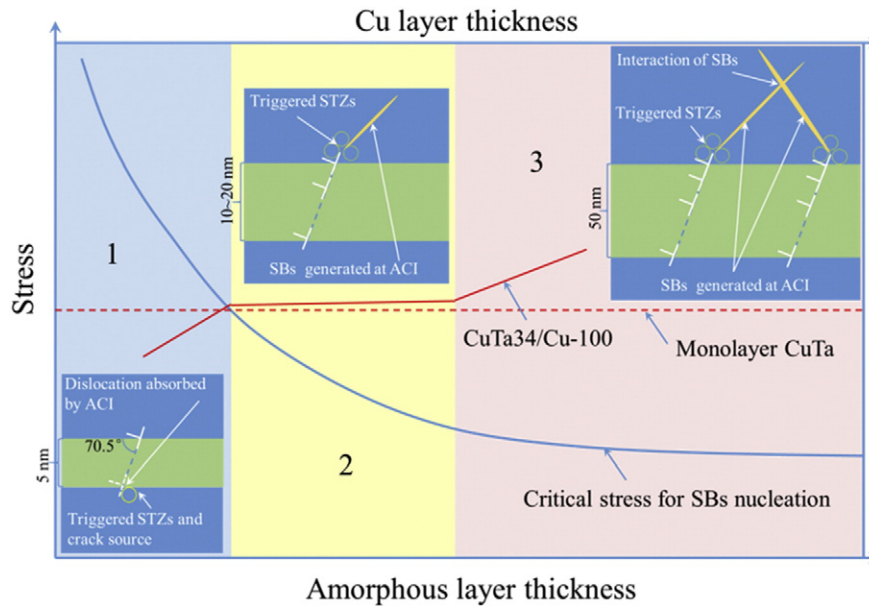 Cu layer thickness
Stress
1
2
3
Triggered STZs
10~20 nm
SBs generated at ACI
Interaction of SBs
Triggered STZs
50 nm
SBs generated at ACI
CuTa34/Cu-100
Monolayer CuTa
Dislocation absorbed
by ACI
70.5°
5 nm
Triggered STZs and
crack source
Critical stress for SBs nucleation
Amorphous layer thickness